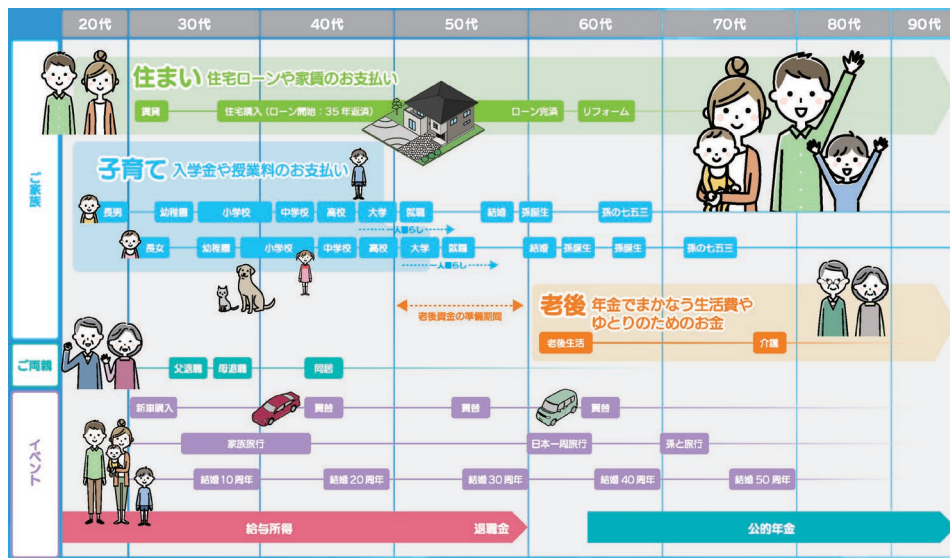 20代 30代 40代 50代 60代 70代 80代 90代
ご家族
住まい 住宅ローンや家賃のお支払い
賃貸 住宅購入（ローン開始：35年返済） ローン完済 リフォーム
子育て 入学金や授業料のお支払い
長男 幼稚園 小学校 中学校 高校 大学 就職 結婚 孫誕生 孫の七五三
一人暮らし
長女 幼稚園 小学校 中学校 高校 大学 就職 結婚 孫誕生 孫誕生 孫の七五三
一人暮らし
老後資金の準備期間
老後 年金でまかなう生活費や
ゆとりのためのお金
老後生活 介護
ご両親
父退職 母退職 同居
イベント
新車購入 買替 買替 買替
家族旅行 日本一周旅行 孫と旅行
結婚10周年 結婚20周年 結婚30周年 結婚40周年 結婚50周年
給与所得 退職金 公的年金